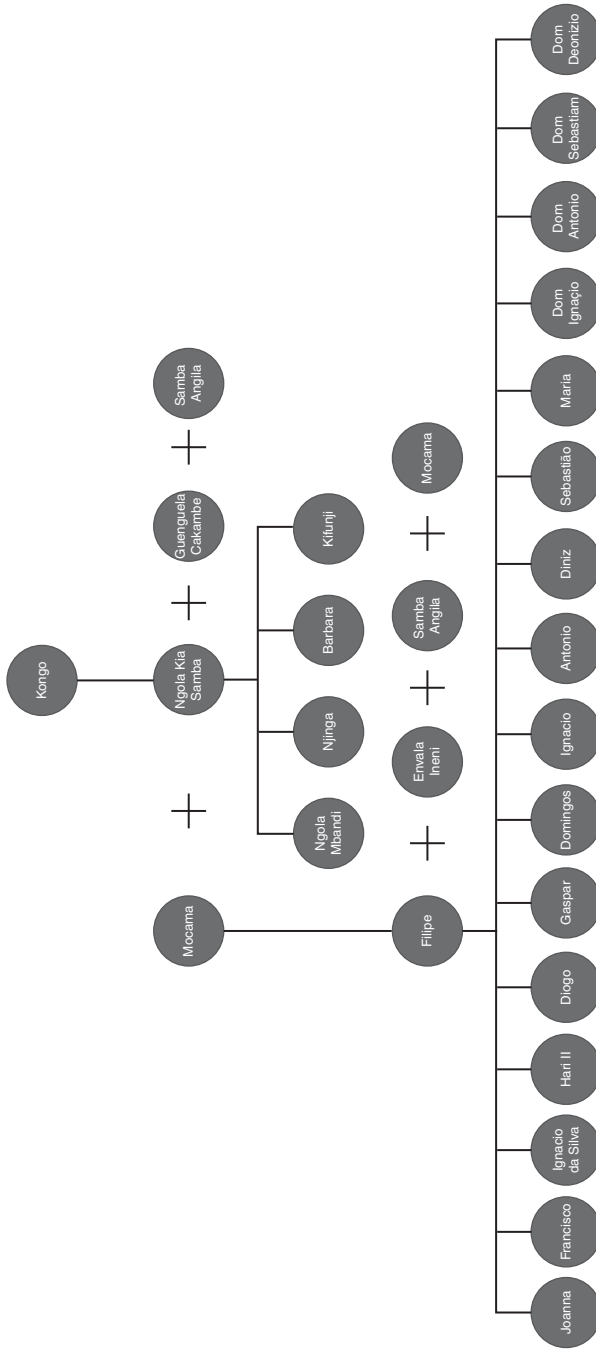 Kongo
Mocama
Ngola Kia
Samba
Guenguela
Cakambe
Samba
Angila
Ngola
Mbandi
Njinga
Barbara
Kifunji
Filipe
Envala
Ineni
Samba
Angila
Mocama
Joanna
Francisco
Ignacio
da Silva
Hari II
Diogo
Gaspar
Domingos
Ignacio
Antonio
Diniz
Sebastião
Maria
Dom
Ignaçio
Dom
Antonio
Dom
Sebastiam
Dom
Deonizio